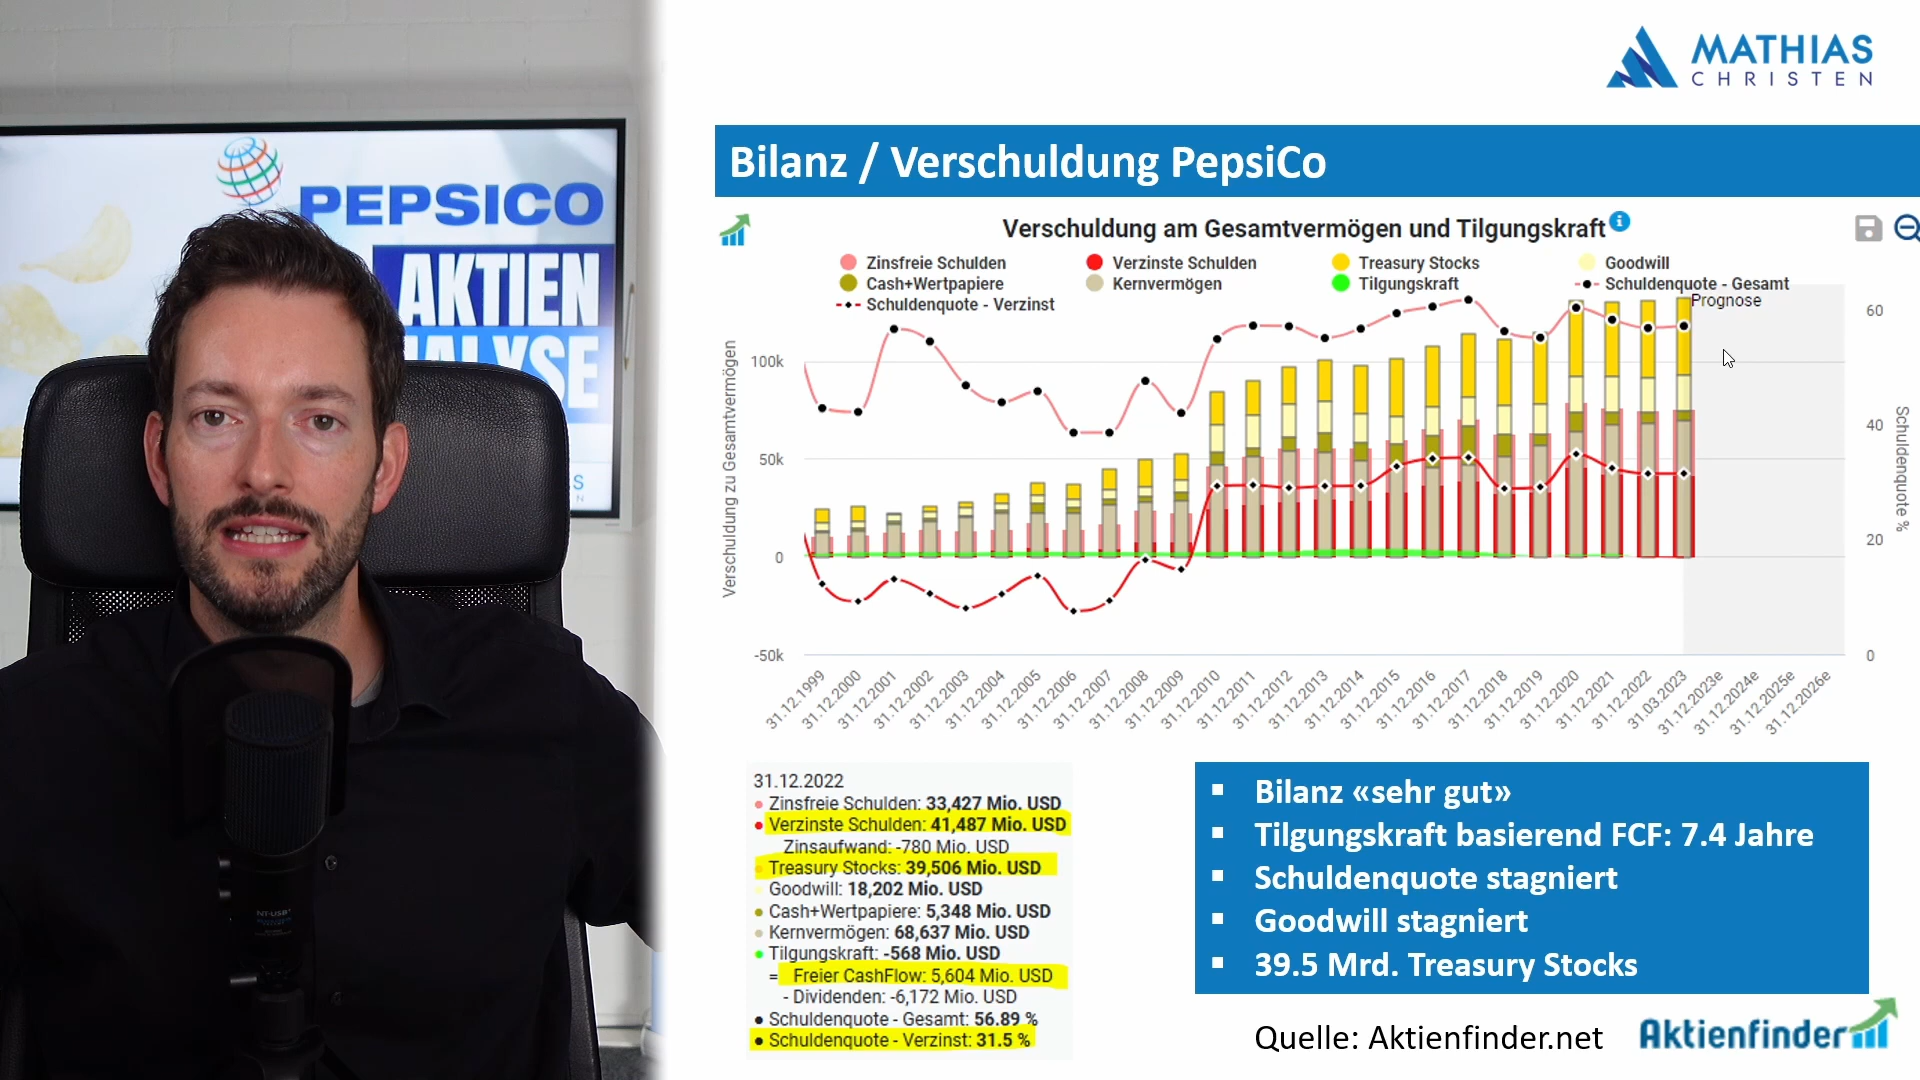 MATHIAS
CHRISTEN
PEPSICO
AKTIEN
ALYSE
S
N
NT-USB
Bilanz / Verschuldung PepsiCo
Verschuldung am Gesamtvermögen und Tilgungskraft
i
Zinsfreie Schulden
Verzinste Schulden
Treasury Stocks
Goodwill
Cash+Wertpapiere
Kernvermögen
Tilgungskraft
Schuldenquote - Gesamt
Schuldenquote - Verzinst
Prognose
Verschuldung zu Gesamtvermögen
100k
50k
0
-50k
60
40
20
0
Schuldenquote %
31.12.1999
31.12.2000
31.12.2001
31.12.2002
31.12.2003
31.12.2004
31.12.2005
31.12.2006
31.12.2007
31.12.2008
31.12.2009
31.12.2010
31.12.2011
31.12.2012
31.12.2013
31.12.2014
31.12.2015
31.12.2016
31.12.2017
31.12.2018
31.12.2019
31.12.2020
31.12.2021
31.12.2022
31.03.2023
31.12.2023e
31.12.2024e
31.12.2025e
31.12.2026e
31.12.2022
Zinsfreie Schulden: 33,427 Mio. USD
Verzinste Schulden: 41,487 Mio. USD
Zinsaufwand: -780 Mio. USD
Treasury Stocks: 39,506 Mio. USD
Goodwill: 18,202 Mio. USD
Cash+Wertpapiere: 5,348 Mio. USD
Kernvermögen: 68,637 Mio. USD
Tilgungskraft: -568 Mio. USD
= Freier CashFlow: 5,604 Mio. USD
- Dividenden: -6,172 Mio. USD
Schuldenquote - Gesamt: 56.89 %
Schuldenquote - Verzinst: 31.5 %
▪ Bilanz «sehr gut»
▪ Tilgungskraft basierend FCF: 7.4 Jahre
▪ Schuldenquote stagniert
▪ Goodwill stagniert
▪ 39.5 Mrd. Treasury Stocks
Quelle: Aktienfinder.net
Aktienfinder